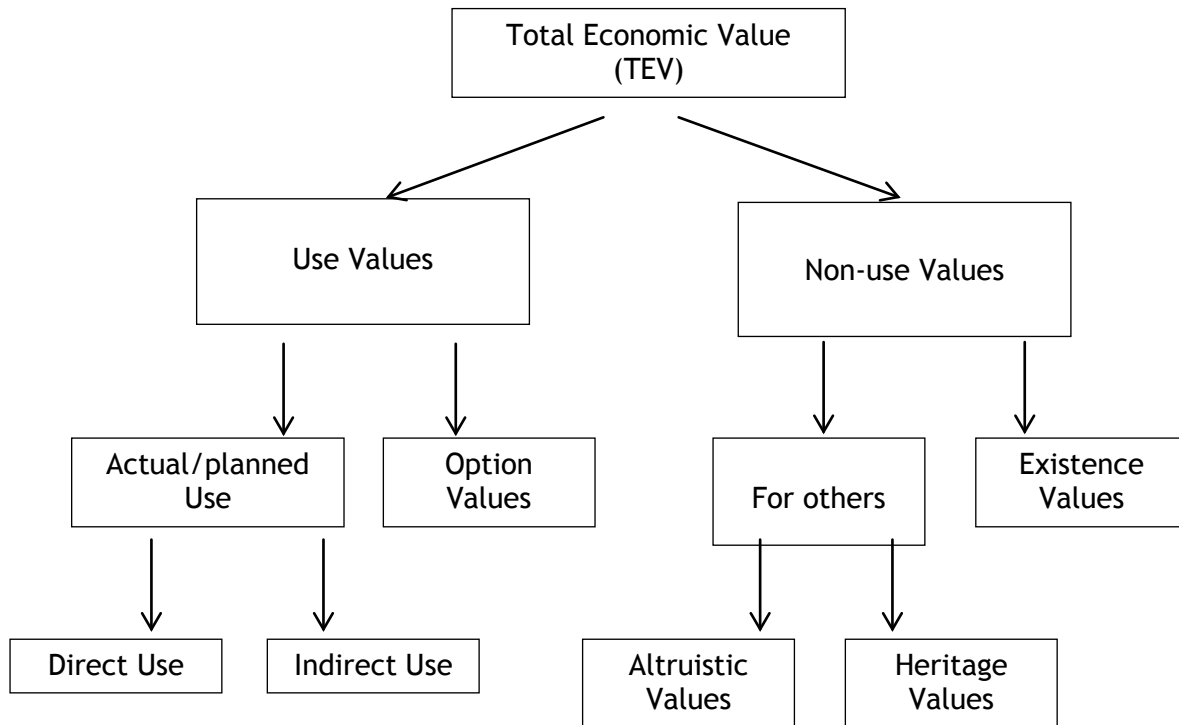 Total Economic Value
(TEV)
Use Values
Non-use Values
Actual/planned
Use
Option
Values
For others
Existence
Values
Direct Use
Indirect Use
Altruistic
Values
Heritage
Values